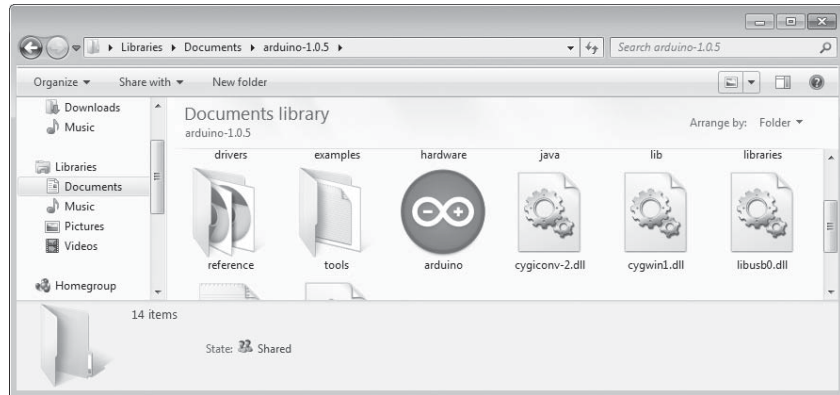 Libraries Documents arduino-1.0.5
Search arduino-1.0.5
Organize Share with New folder
Downloads
Music
Libraries
Documents
Music
Pictures
Videos
Homegroup
Documents library
arduino-1.0.5
Arrange by: Folder
drivers examples hardware java lib libraries
reference tools arduino cygiconv-2.dll cygwin1.dll libusb0.dll
14 items
State: Shared